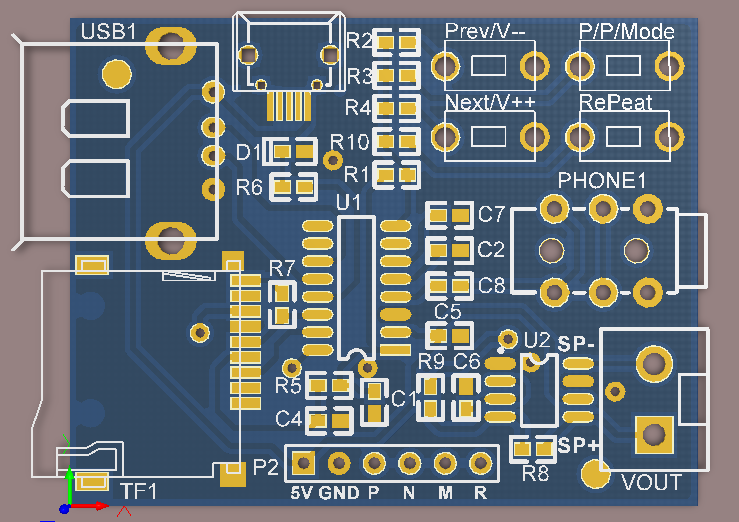 USB1
Prev/V--
P/P/Mode
R2
R3
R4
Next/V++
RePeat
D1
R10
R6
R1
PHONE1
U1
C7
C2
R7
C8
C5
U2
SP-
R9
C6
R5
C1
C4
SP+
P2
R8
TF1
5V
GND
P
N
M
R
VOUT